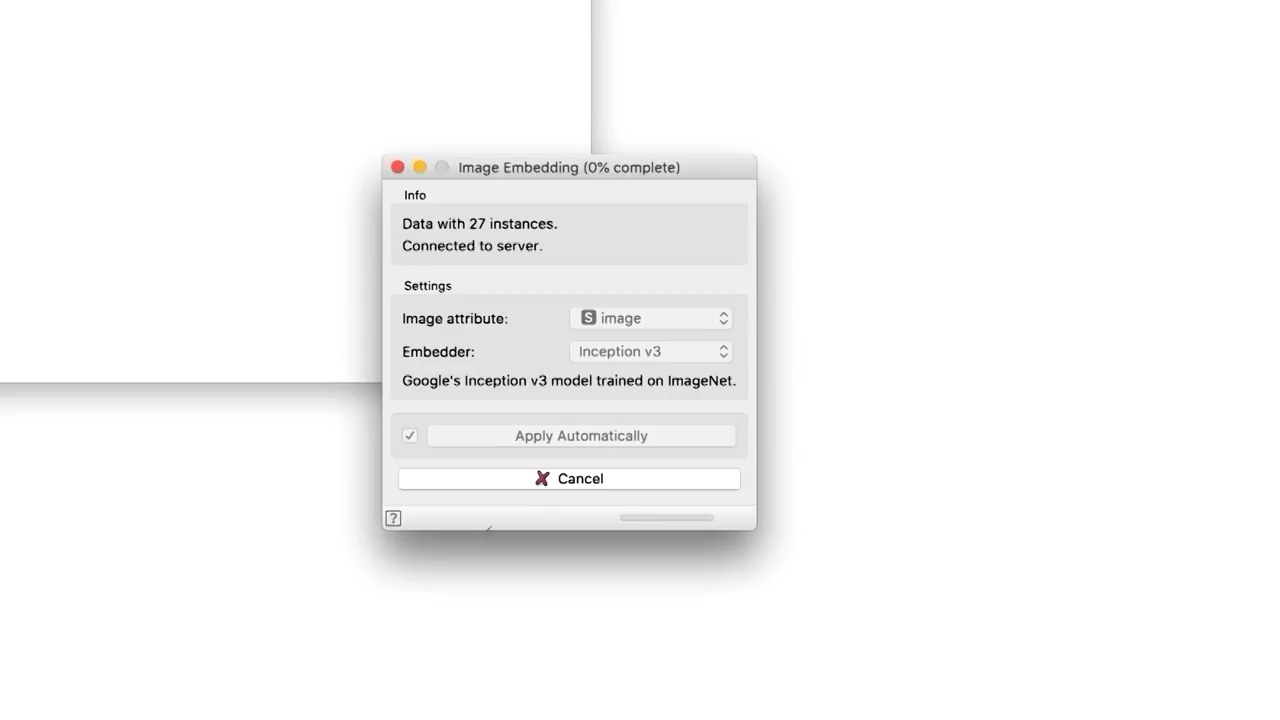 Image Embedding (0% complete)
Info
Data with 27 instances.
Connected to server.
Settings
Image attribute: S image
Embedder: Inception v3
Google's Inception v3 model trained on ImageNet.
Apply Automatically
Cancel
?